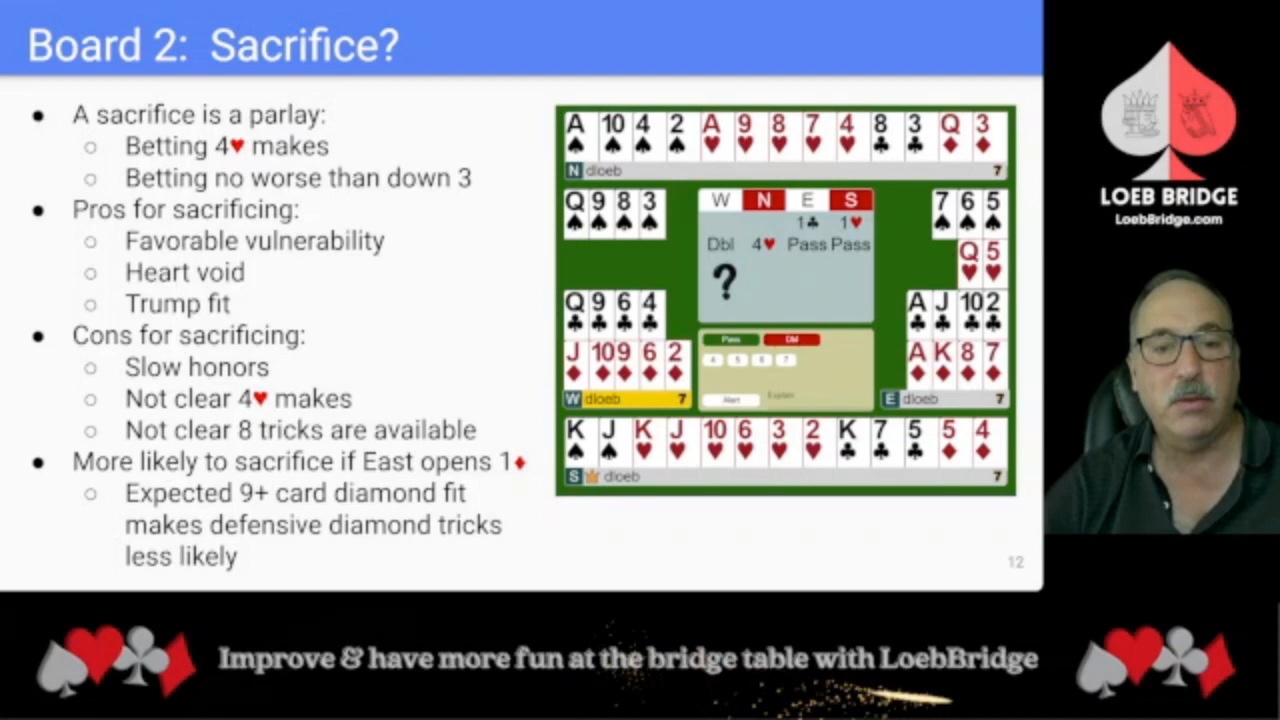 Board 2: Sacrifice?
● A sacrifice is a parlay:
○ Betting 4♥ makes
○ Betting no worse than down 3
● Pros for sacrificing:
○ Favorable vulnerability
○ Heart void
○ Trump fit
● Cons for sacrificing:
○ Slow honors
○ Not clear 4♥ makes
○ Not clear 8 tricks are available
● More likely to sacrifice if East opens 1♦
○ Expected 9+ card diamond fit
makes defensive diamond tricks
less likely
A 10 4 2 A 9 8 7 4 8 3 Q 3
♠ ♠ ♠ ♠ ♥ ♥ ♥ ♥ ♥ ♣ ♣ ♦ ♦
N dloeb 7
Q 9 8 3
♠ ♠ ♠ ♠
Q 9 6 4
♣ ♣ ♣ ♣
J 10 9 6 2
♦ ♦ ♦ ♦ ♦
W dloeb 7
W N E S
1♣ 1♥
Dbl 4♥ Pass Pass
?
Pass Dbl
4 5 6 7
Alert Explain
7 6 5
♠ ♠ ♠
Q 5
♥ ♥
A J 10 2
♣ ♣ ♣ ♣
A K 8 7
♦ ♦ ♦ ♦
E dloeb 7
K J K J 10 6 3 2 K 7 5 5 4
♠ ♠ ♥ ♥ ♥ ♥ ♥ ♥ ♣ ♣ ♣ ♦ ♦
S dloeb 7
12
LOEB BRIDGE
LoebBridge.com
Improve & have more fun at the bridge table with LoebBridge